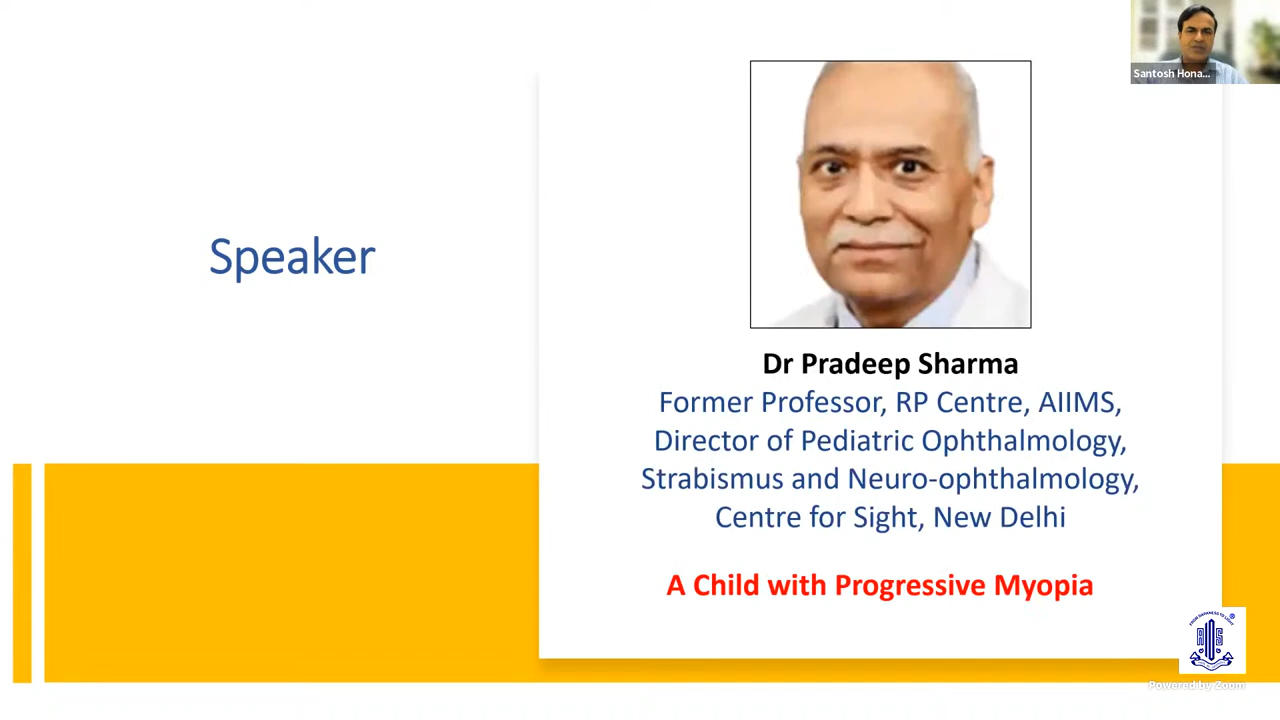 Santosh Hona...
Speaker
Dr Pradeep Sharma
Former Professor, RP Centre, AIIMS,
Director of Pediatric Ophthalmology,
Strabismus and Neuro-ophthalmology,
Centre for Sight, New Delhi
A Child with Progressive Myopia
Powered by Zoom